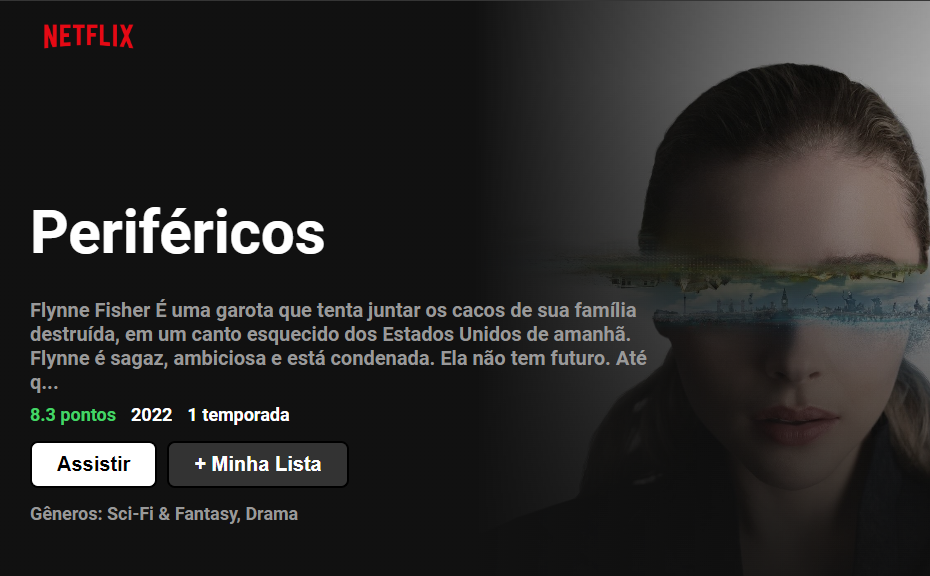 NETFLIX
Periféricos
Flynne Fisher É uma garota que tenta juntar os cacos de sua família
destruída, em um canto esquecido dos Estados Unidos de amanhã.
Flynne é sagaz, ambiciosa e está condenada. Ela não tem futuro. Até
q...
8.3 pontos 2022 1 temporada
Assistir + Minha Lista
Gêneros: Sci-Fi & Fantasy, Drama